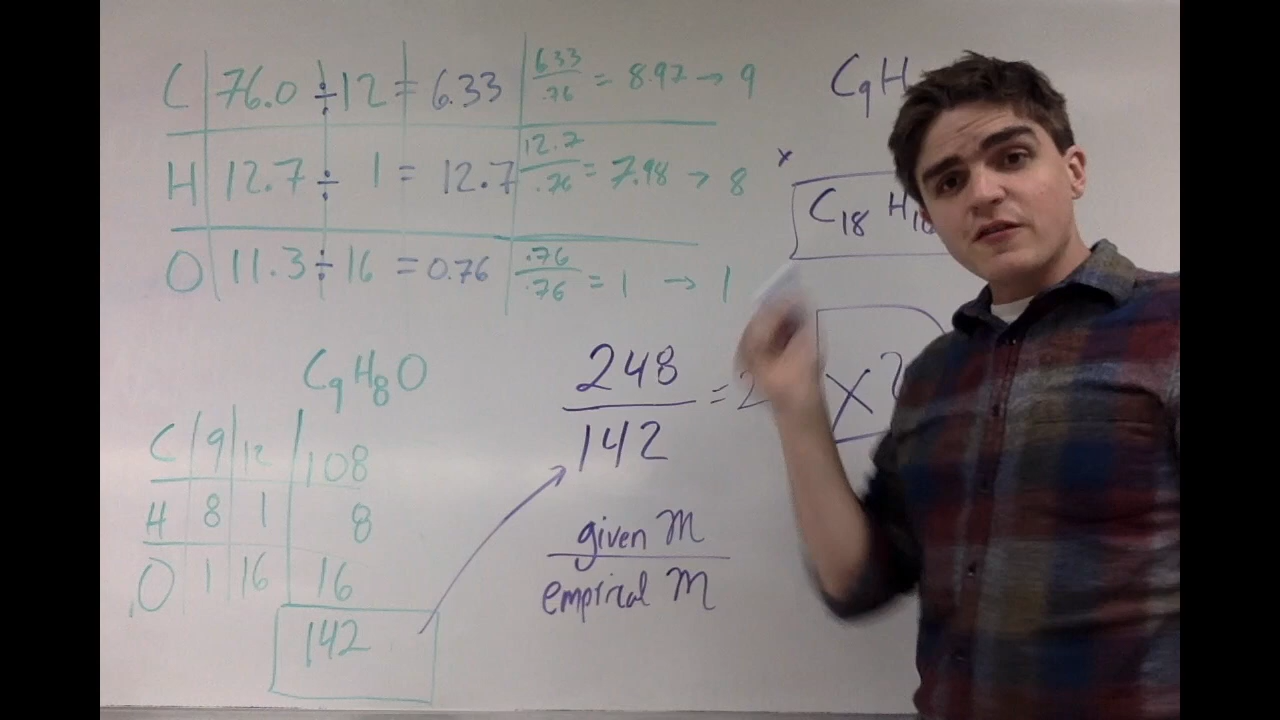 C 76.0 ÷ 12 = 6.33 6.33/.76 = 8.97 → 9
H 12.7 ÷ 1 = 12.7 12.7/.76 = 7.98 → 8
O 11.3 ÷ 16 = 0.76 .76/.76 = 1 → 1
C9H8O
C 9 12 108
H 8 1 8
O 1 16 16
142
248
142
= 2
given M
empirical M
C9H
x
C18 H16
x2